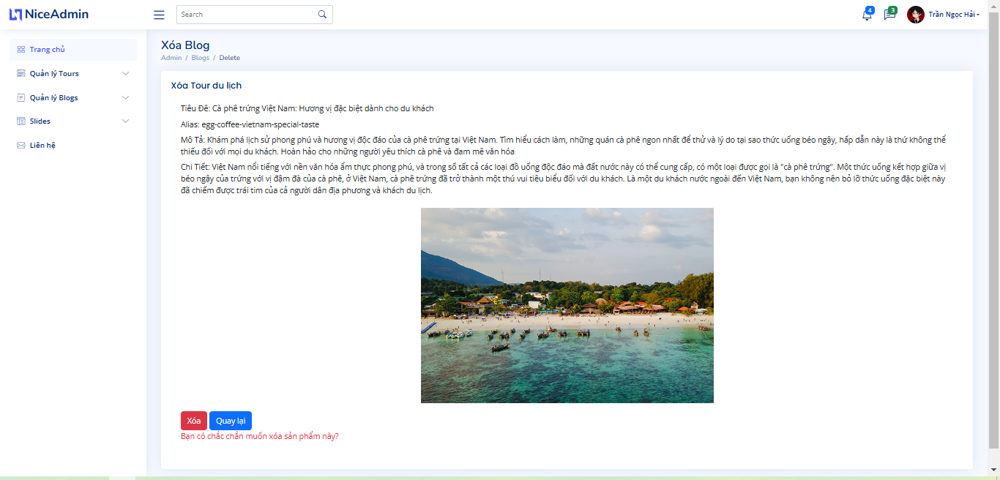 NiceAdmin
Search
4
3
Trần Ngọc Hải
Trang chủ
Quản lý Tours
Quản lý Blogs
Slides
Liên hệ
Xóa Blog
Admin / Blogs / Delete
Xóa Tour du lịch
Tiêu Đê: Cà phê trứng Việt Nam: Hương vị đặc biệt dành cho du khách
Alias: egg-coffee-vietnam-special-taste
Mô Tả: Khám phá lịch sử phong phú và hương vị độc đáo của cà phê trứng tại Việt Nam. Tìm hiểu cách làm, những quán cà phê ngon nhất để thử và lý do tại sao thức uống béo ngậy, hấp dẫn này là thứ không thể
thiếu đối với mọi du khách. Hoàn hảo cho những người yêu thích cà phê và đam mê văn hóa
Chi Tiết: Việt Nam nổi tiếng với nền văn hóa ẩm thực phong phú, và trong số tất cả các loại đồ uống độc đáo mà đất nước này có thể cung cấp, có một loại được gọi là "cà phê trứng". Một thức uống kết hợp giữa vị
béo ngậy của trứng với vị đậm đà của cà phê, ở Việt Nam, cà phê trứng đã trở thành một thú vui tiêu biểu đối với du khách. Là một du khách nước ngoài đến Việt Nam, bạn không nên bỏ lỡ thức uống đặc biệt này
đã chiếm được trái tim của cả người dân địa phương và khách du lịch.
Xóa
Quay lại
Bạn có chắc chắn muốn xóa sản phẩm này?